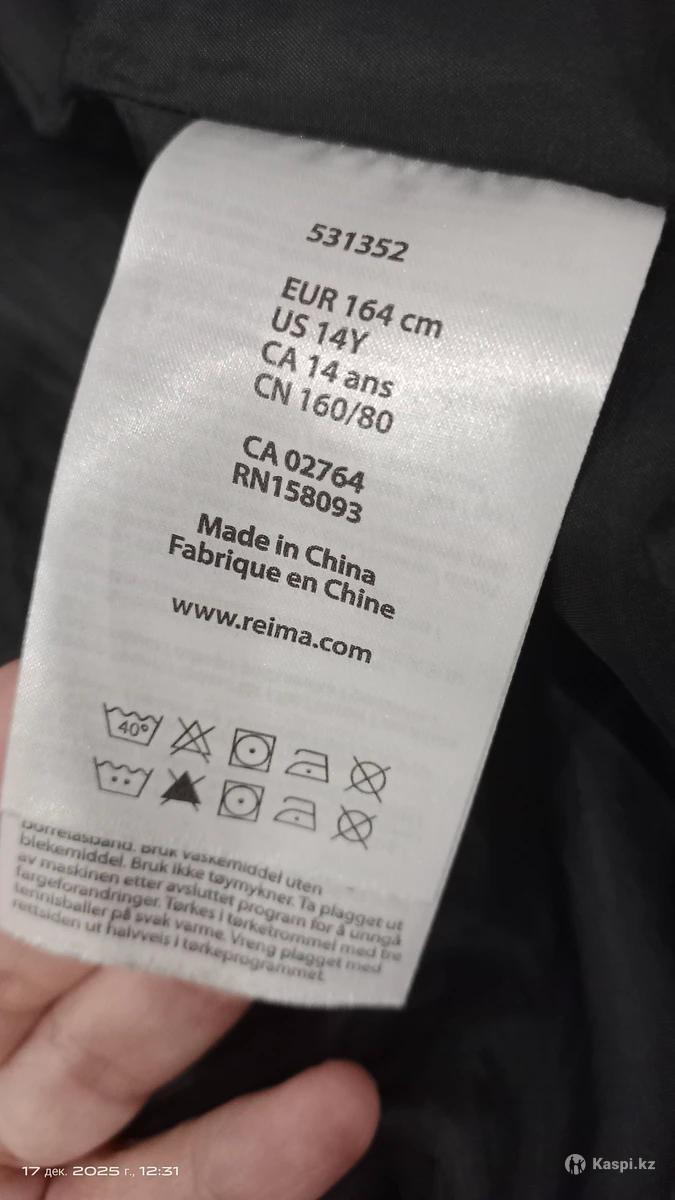 531352
EUR 164 cm
US 14Y
CA 14 ans
CN 160/80
CA 02764
RN158093
Made in China
Fabrique en Chine
www.reima.com
40°
borrelåsbånd. Bruk vaskemiddel uten
blekemiddel. Bruk ikke tøymykner. Ta plagget ut
av maskinen etter avsluttet program for å unngå
fargeforandringer. Tørkes i tørketrommel med tre
tennisballer på svak varme. Vreng plagget med
rettsiden ut halvveis i tørkeprogrammet.
17 дек. 2025 г., 12:31
Kaspi.kz